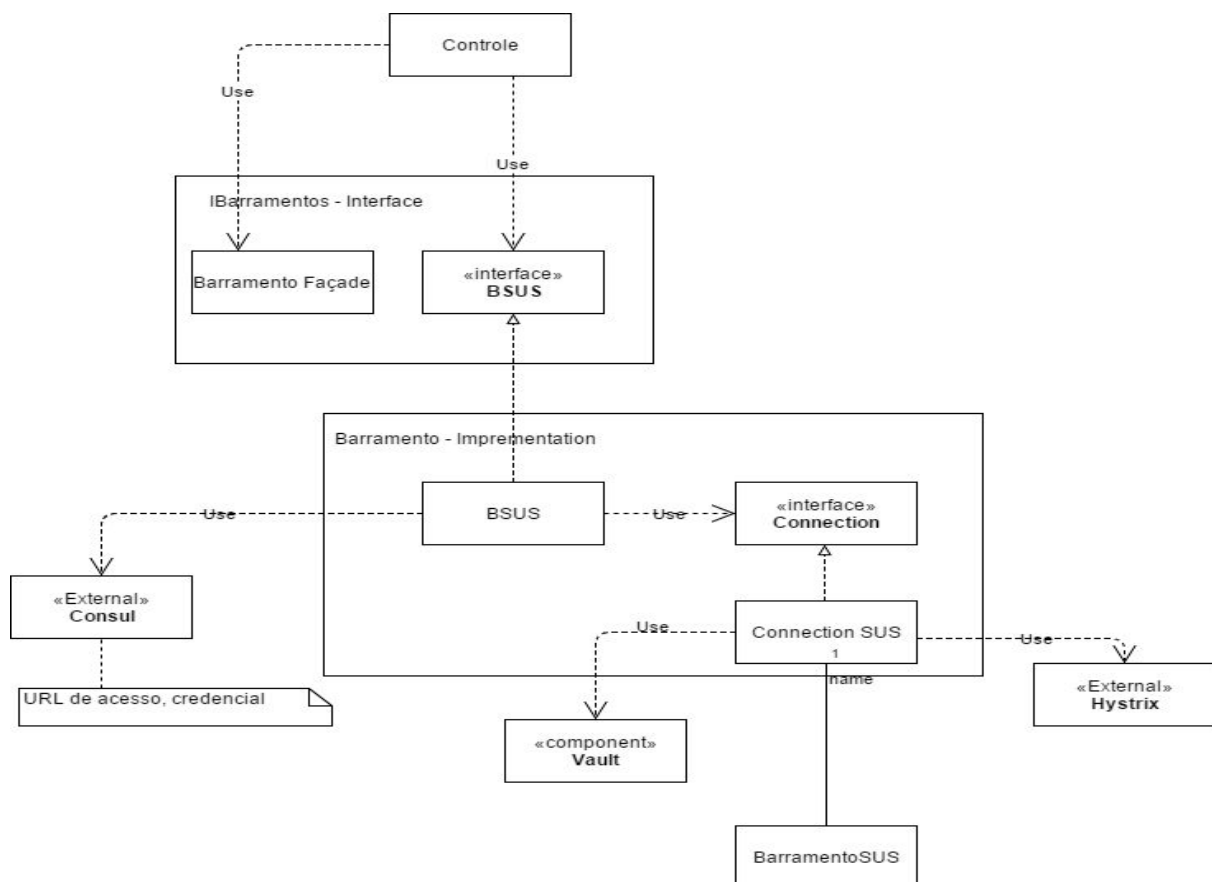 Controle
Use
Use
IBarramentos - Interface
Barramento Façade
«interface»
BSUS
Barramento - Imprementation
BSUS
Use
Use
«interface»
Connection
«External»
Consul
Use
Connection SUS
1
name
Use
URL de acesso, credencial
«External»
Hystrix
«component»
Vault
BarramentoSUS